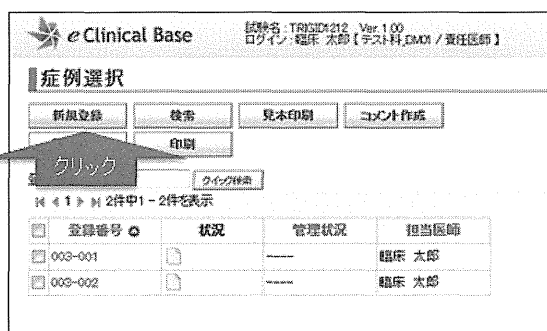 e Clinical Base
試験名:TRIGID1212 Ver.1.00
ログイン:臨床 太郎【テスト科_DM01 / 責任医師】
症例選択
新規登録 検索 見本印刷 コメント作成
印刷
クリック
クイック検索
1 2件中1 - 2件を表示
登録番号 状況 管理状況 担当医師
003-001 ---- 臨床 太郎
003-002 ---- 臨床 太郎